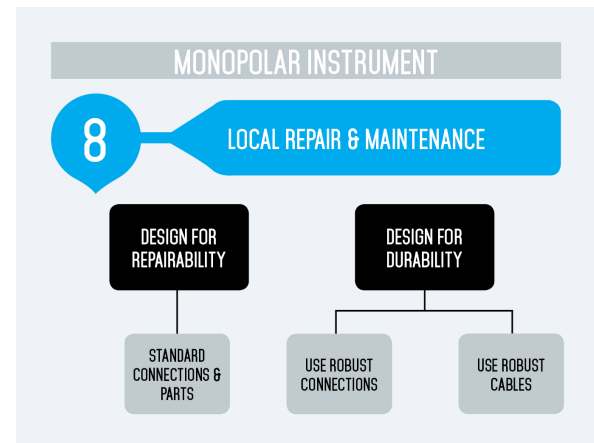 MONOPOLAR INSTRUMENT
8
LOCAL REPAIR & MAINTENANCE
DESIGN FOR
REPAIRABILITY
DESIGN FOR
DURABILITY
STANDARD
CONNECTIONS &
PARTS
USE ROBUST
CONNECTIONS
USE ROBUST
CABLES